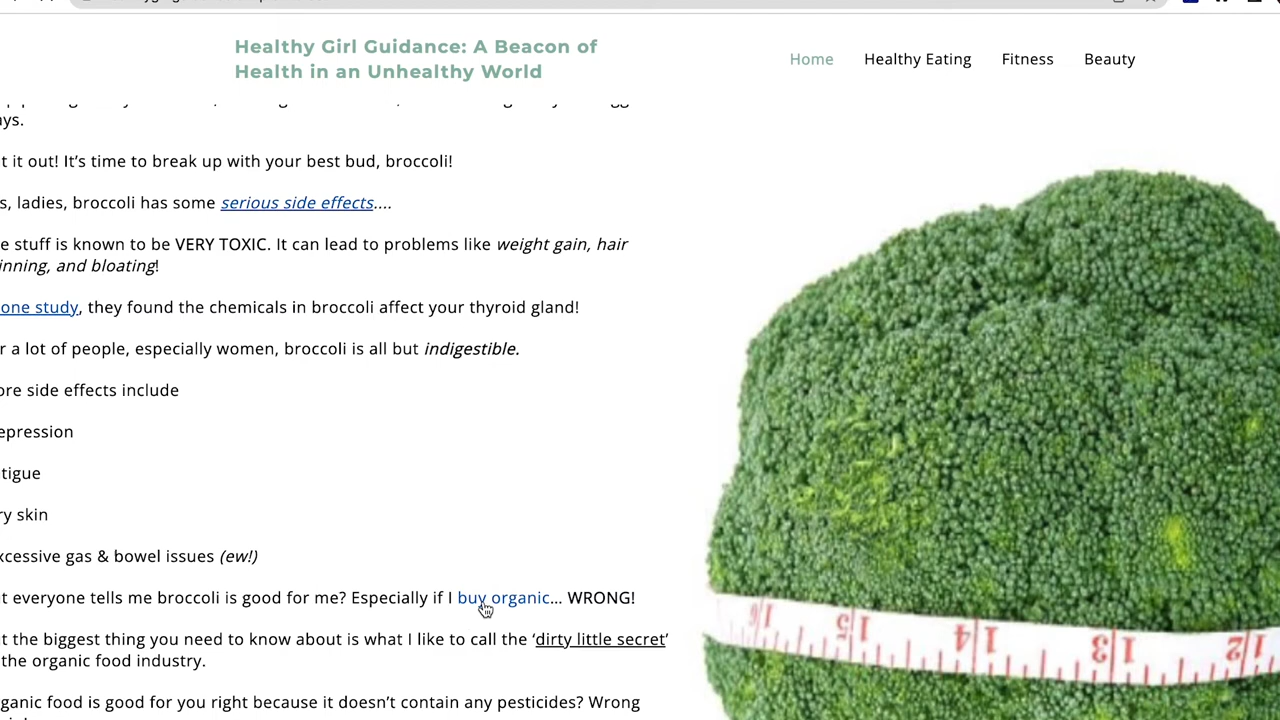 Healthy Girl Guidance: A Beacon of
Health in an Unhealthy World
Home
Healthy Eating
Fitness
Beauty
ays.
t it out! It’s time to break up with your best bud, broccoli!
s, ladies, broccoli has some serious side effects....
e stuff is known to be VERY TOXIC. It can lead to problems like weight gain, hair
inning, and bloating!
one study, they found the chemicals in broccoli affect your thyroid gland!
r a lot of people, especially women, broccoli is all but indigestible.
ore side effects include
epression
tigue
ry skin
xcessive gas & bowel issues (ew!)
t everyone tells me broccoli is good for me? Especially if I buy organic... WRONG!
t the biggest thing you need to know about is what I like to call the ‘dirty little secret’
the organic food industry.
ganic food is good for you right because it doesn’t contain any pesticides? Wrong
16 15 14 13 12